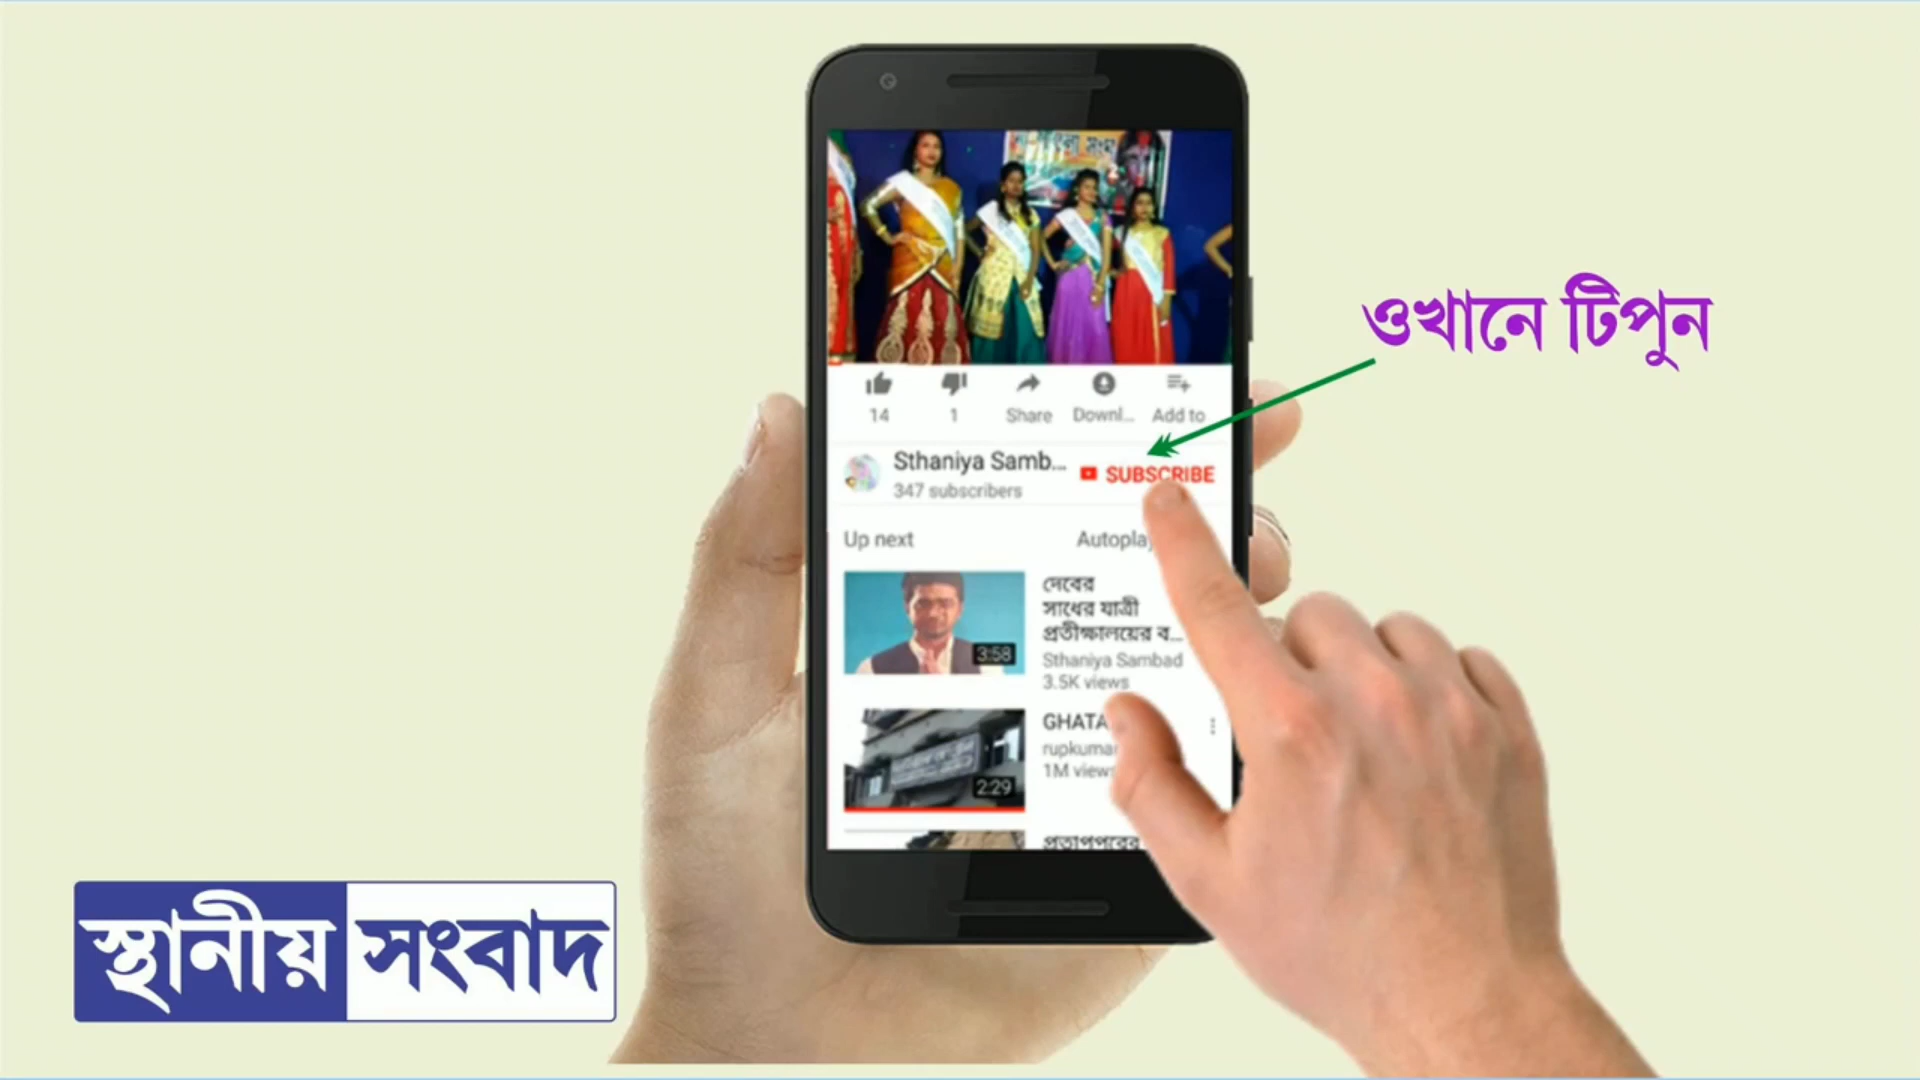 ওখানে টিপুন
14
1
Share
Downl...
Add to
Sthaniya Samb...
SUBSCRIBE
347 subscribers
Up next
Autoplay
3:58
দেবের
সাধের যাত্রী
প্রতীক্ষালয়ের ব...
Sthaniya Sambad
3.5K views
2:29
GHATA
rupkumar
1M views
স্থানীয় সংবাদ